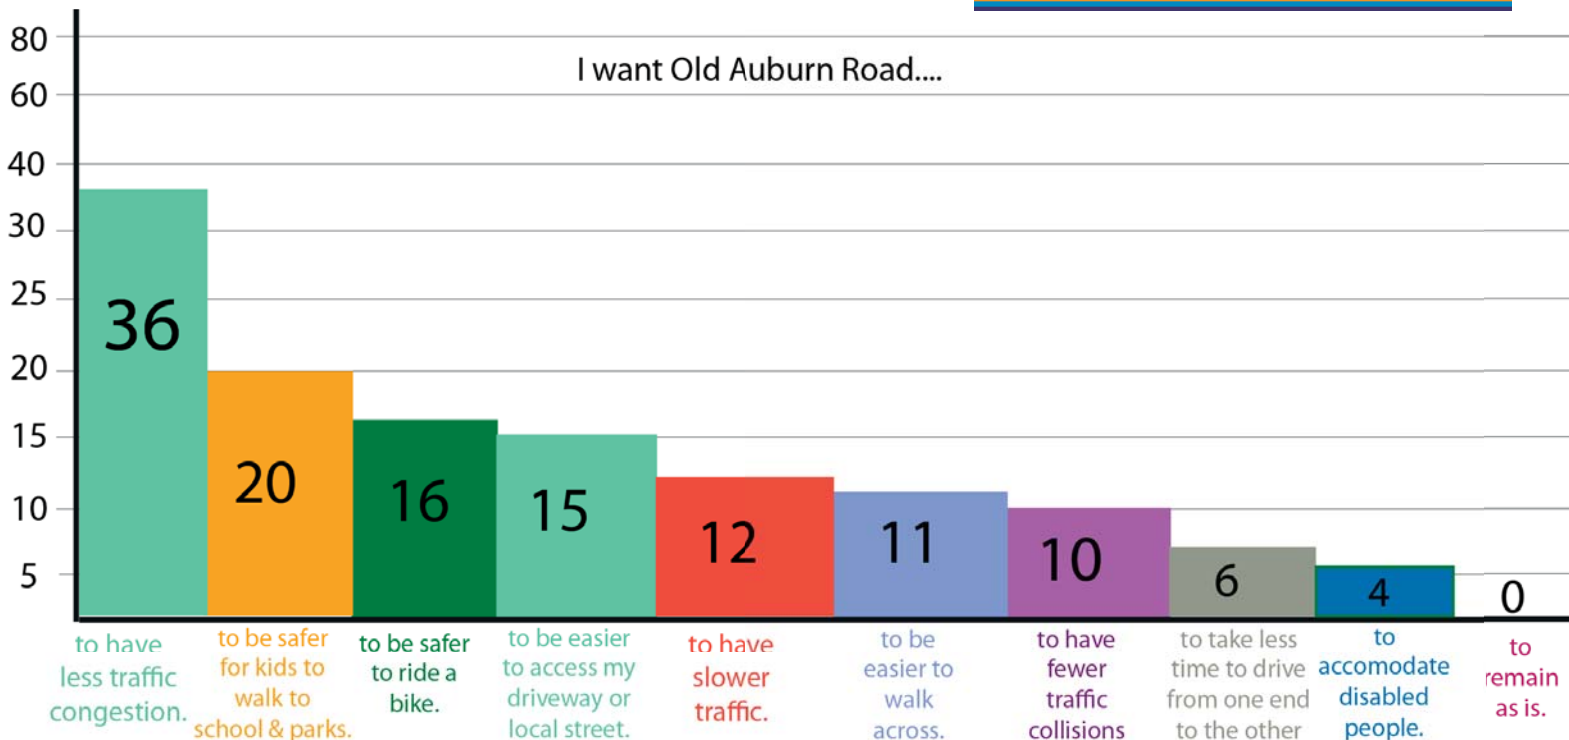 I want Old Auburn Road....
80
60
40
30
25
20
15
10
5
36
20
16
15
12
11
10
6
4
0
to have
less traffic
congestion.
to be safer
for kids to
walk to
school & parks.
to be safer
to ride a
bike.
to be easier
to access my
driveway or
local street.
to have
slower
traffic.
to be
easier to
walk
across.
to have
fewer
traffic
collisions
to take less
time to drive
from one end
to the other
to
accomodate
disabled
people.
to
remain
as is.